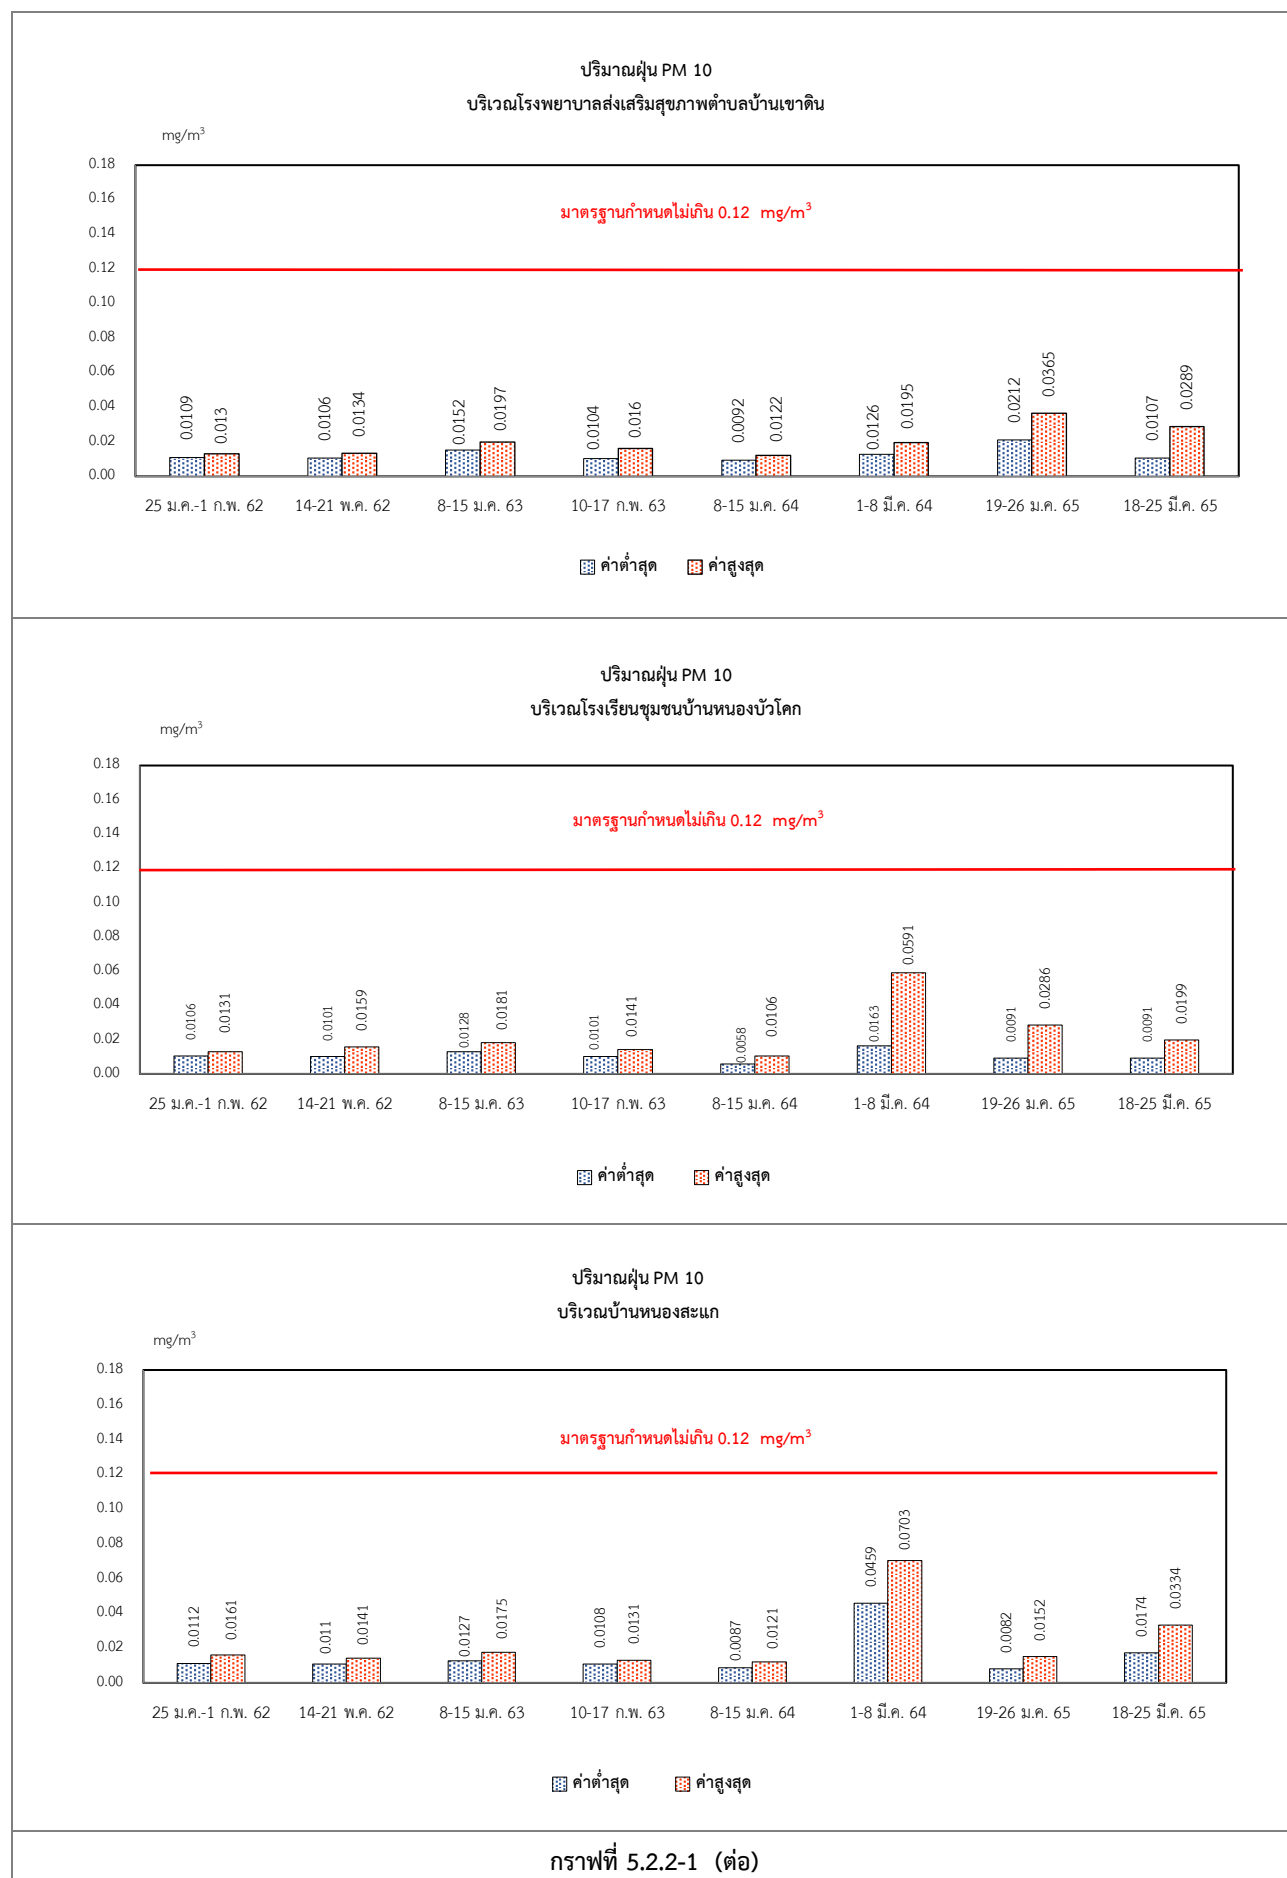 ปริมาณฝุ่น PM 10
บริเวณโรงพยาบาลส่งเสริมสุขภาพตำบลบ้านเขาดิน
mg/m³
0.18
0.16
มาตรฐานกำหนดไม่เกิน 0.12 mg/m³
0.14
0.12
0.10
0.08
0.06
0.04
0.02
0.00
0.0109 0.013 0.0106 0.0134 0.0152 0.0197 0.0104 0.016 0.0092 0.0122 0.0126 0.0195 0.0212 0.0365 0.0107 0.0289
25 ม.ค.-1 ก.พ. 62 14-21 พ.ค. 62 8-15 ม.ค. 63 10-17 ก.พ. 63 8-15 ม.ค. 64 1-8 มี.ค. 64 19-26 ม.ค. 65 18-25 มี.ค. 65
ค่าต่ำสุด ค่าสูงสุด
ปริมาณฝุ่น PM 10
บริเวณโรงเรียนชุมชนบ้านหนองบัวโคก
mg/m³
0.18
0.16
มาตรฐานกำหนดไม่เกิน 0.12 mg/m³
0.14
0.12
0.10
0.08
0.06
0.04
0.02
0.00
0.0106 0.0131 0.0101 0.0159 0.0128 0.0181 0.0101 0.0141 0.0058 0.0106 0.0163 0.0591 0.0091 0.0286 0.0091 0.0199
25 ม.ค.-1 ก.พ. 62 14-21 พ.ค. 62 8-15 ม.ค. 63 10-17 ก.พ. 63 8-15 ม.ค. 64 1-8 มี.ค. 64 19-26 ม.ค. 65 18-25 มี.ค. 65
ค่าต่ำสุด ค่าสูงสุด
ปริมาณฝุ่น PM 10
บริเวณบ้านหนองสะแก
mg/m³
0.18
0.16
มาตรฐานกำหนดไม่เกิน 0.12 mg/m³
0.14
0.12
0.10
0.08
0.06
0.04
0.02
0.00
0.0112 0.0161 0.011 0.0141 0.0127 0.0175 0.0108 0.0131 0.0087 0.0121 0.0459 0.0703 0.0082 0.0152 0.0174 0.0334
25 ม.ค.-1 ก.พ. 62 14-21 พ.ค. 62 8-15 ม.ค. 63 10-17 ก.พ. 63 8-15 ม.ค. 64 1-8 มี.ค. 64 19-26 ม.ค. 65 18-25 มี.ค. 65
ค่าต่ำสุด ค่าสูงสุด
กราฟที่ 5.2.2-1 (ต่อ)